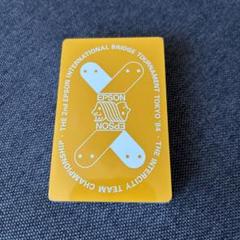 THE 2nd EPSON INTERNATIONAL BRIDGE TOURNAMENT TOKYO '84 · THE INTERCITY TEAM CHAMPIONSHIP ·
EPSON
EPSON